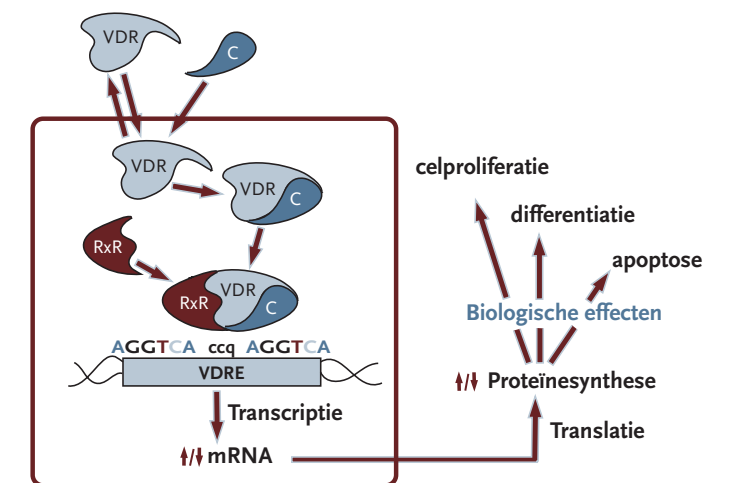 VDR
C
VDR
VDR
C
RxR
RxR
VDR
C
AGGTCA ccq AGGTCA
VDRE
Transcriptie
mRNA
celproliferatie
differentiatie
apoptose
Biologische effecten
Proteïnesynthese
Translatie